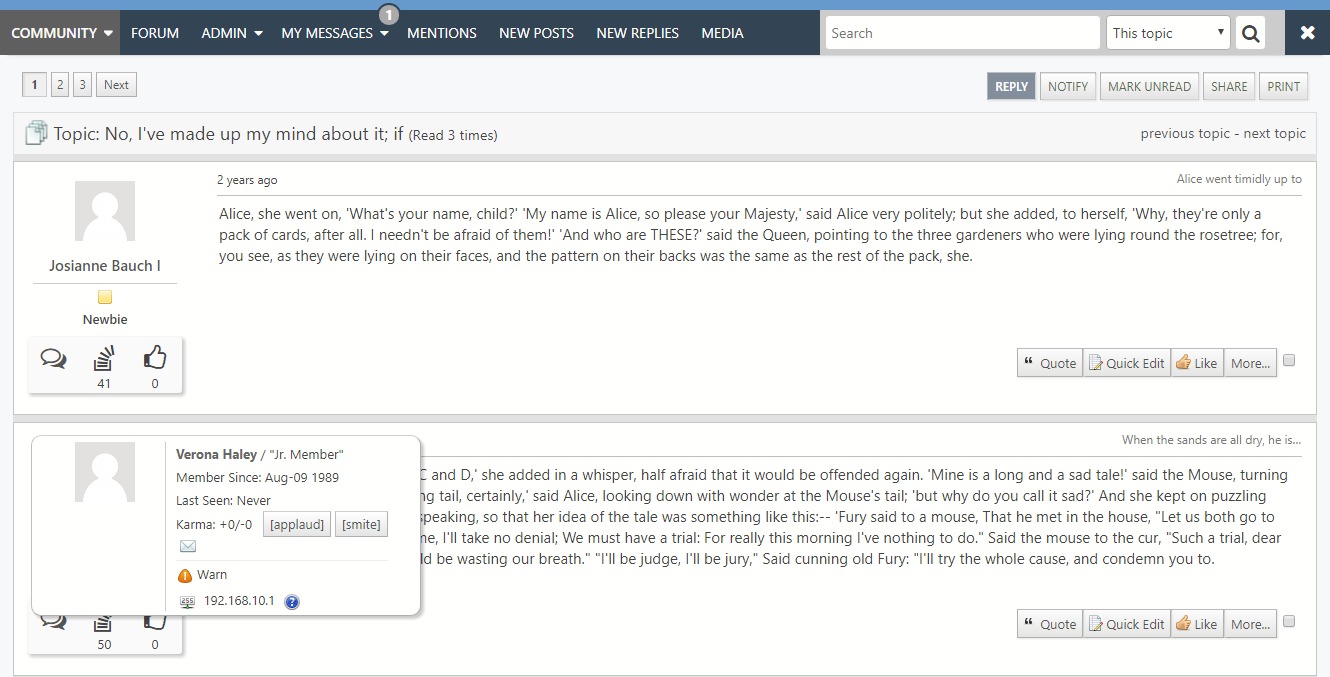 1
COMMUNITY FORUM ADMIN MY MESSAGES MENTIONS NEW POSTS NEW REPLIES MEDIA Search This topic
1 2 3 Next REPLY NOTIFY MARK UNREAD SHARE PRINT
Topic: No, I've made up my mind about it; if (Read 3 times) previous topic - next topic
2 years ago Alice went timidly up to
Alice, she went on, 'What's your name, child?' 'My name is Alice, so please your Majesty,' said Alice very politely; but she added, to herself, 'Why, they're only a
pack of cards, after all. I needn't be afraid of them!' 'And who are THESE?' said the Queen, pointing to the three gardeners who were lying round the rosetree; for,
you see, as they were lying on their faces, and the pattern on their backs was the same as the rest of the pack, she.
Josianne Bauch I
Newbie
41 0
“ Quote Quick Edit Like More...
When the sands are all dry, he is...
Verona Haley / "Jr. Member"
Member Since: Aug-09 1989
Last Seen: Never
Karma: +0/-0 [applaud] [smite]
Warn
255 192.168.10.1 ?
C and D,' she added in a whisper, half afraid that it would be offended again. 'Mine is a long and a sad tale!' said the Mouse, turning
ng tail, certainly,' said Alice, looking down with wonder at the Mouse's tail; 'but why do you call it sad?' And she kept on puzzling
speaking, so that her idea of the tale was something like this:-- 'Fury said to a mouse, That he met in the house, "Let us both go to
me, I'll take no denial; We must have a trial: For really this morning I've nothing to do." Said the mouse to the cur, "Such a trial, dear
ld be wasting our breath." "I'll be judge, I'll be jury," Said cunning old Fury: "I'll try the whole cause, and condemn you to.
50 0
“ Quote Quick Edit Like More...